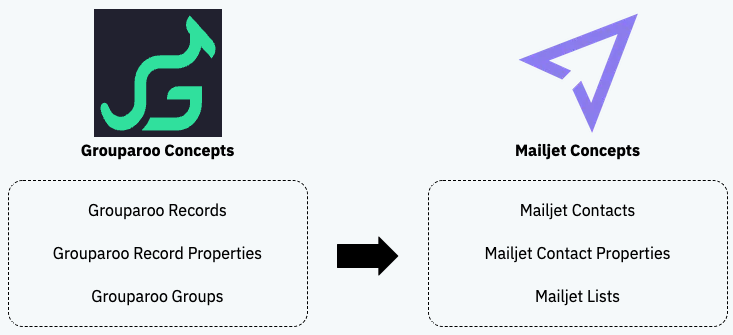 Grouparoo Concepts
Mailjet Concepts
Grouparoo Records
Grouparoo Record Properties
Grouparoo Groups
Mailjet Contacts
Mailjet Contact Properties
Mailjet Lists